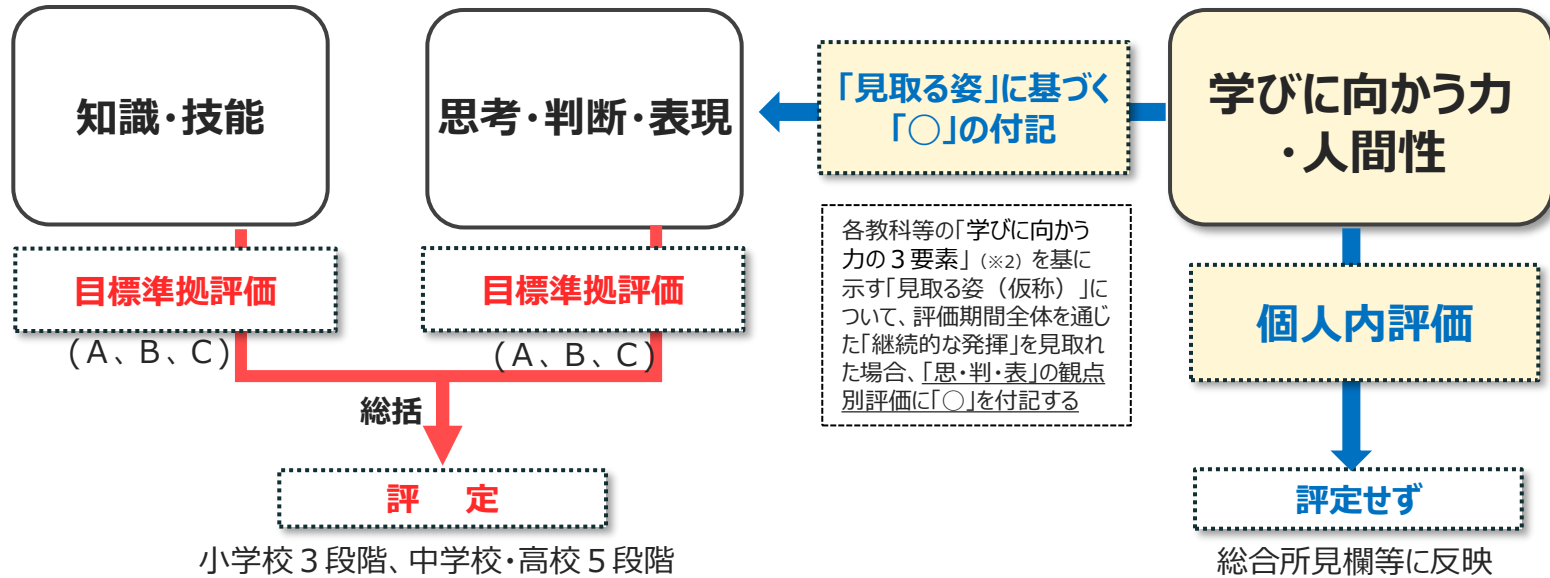 知識・技能
目標準拠評価
(A、B、C)
思考・判断・表現
目標準拠評価
(A、B、C)
総括
評　定
小学校３段階、中学校・高校５段階
「見取る姿」に基づく
「○」の付記
各教科等の「学びに向かう
力の３要素」(※2) を基に
示す「見取る姿（仮称）」に
ついて、評価期間全体を通じ
た「継続的な発揮」を見取れ
た場合、「思・判・表」の観点
別評価に「○」を付記する
学びに向かう力
・人間性
個人内評価
評定せず
総合所見欄等に反映